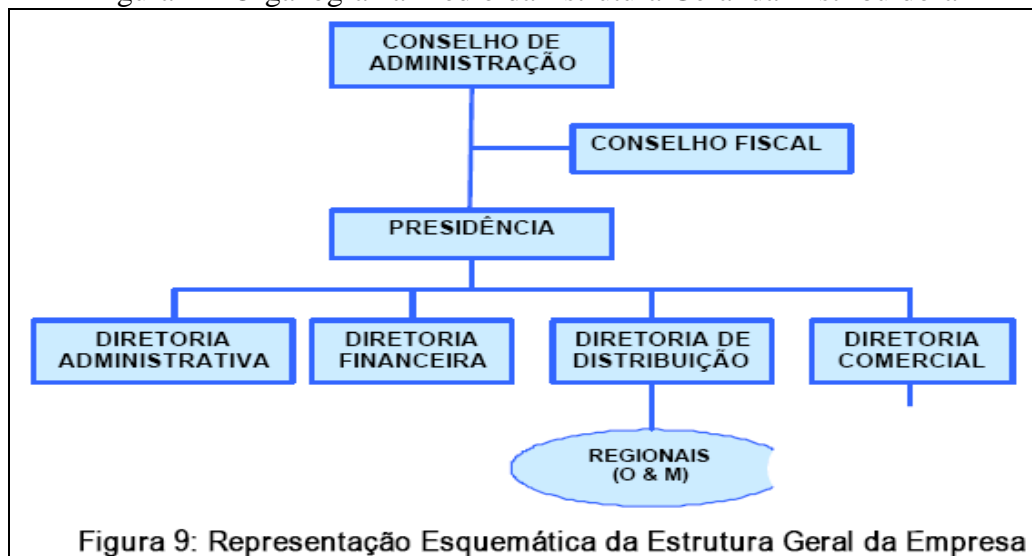 CONSELHO DE
ADMINISTRAÇÃO
CONSELHO FISCAL
PRESIDÊNCIA
DIRETORIA
ADMINISTRATIVA
DIRETORIA
FINANCEIRA
DIRETORIA DE
DISTRIBUIÇÃO
DIRETORIA
COMERCIAL
REGIONAIS
(O & M)
Figura 9: Representação Esquemática da Estrutura Geral da Empresa